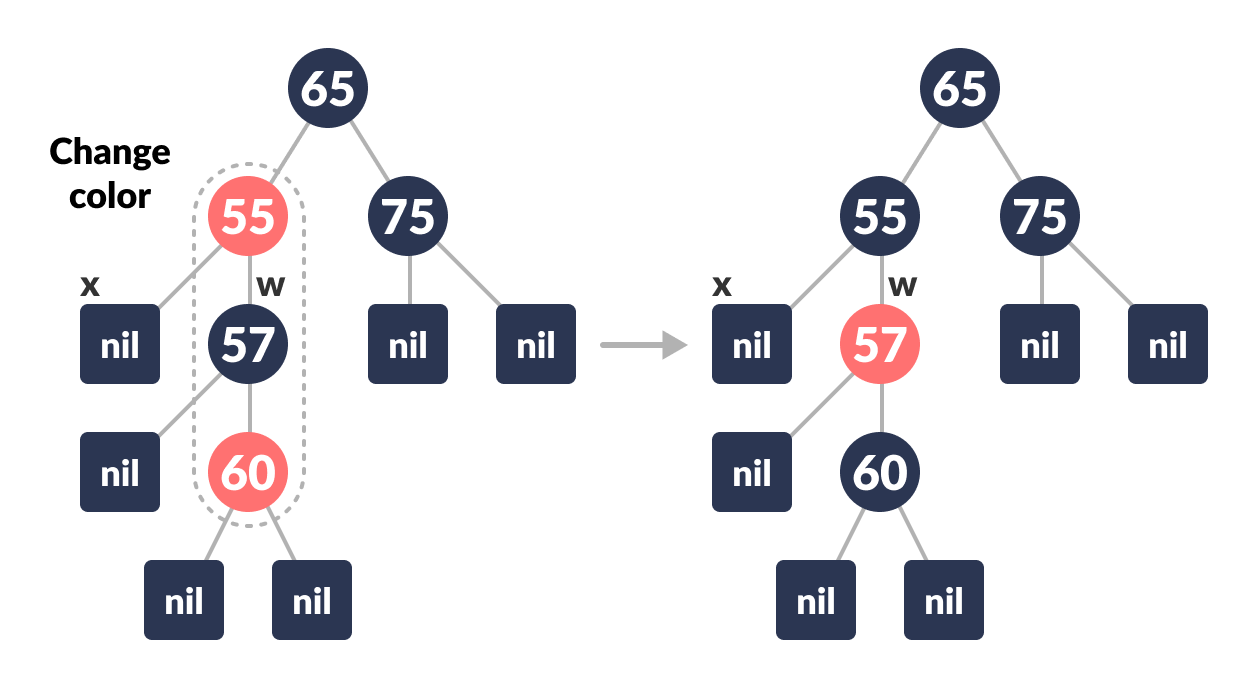 65 65
Change
color
55 75 55 75
x w x w
nil 57 nil nil nil 57 nil nil
nil 60 nil 60
nil nil nil nil